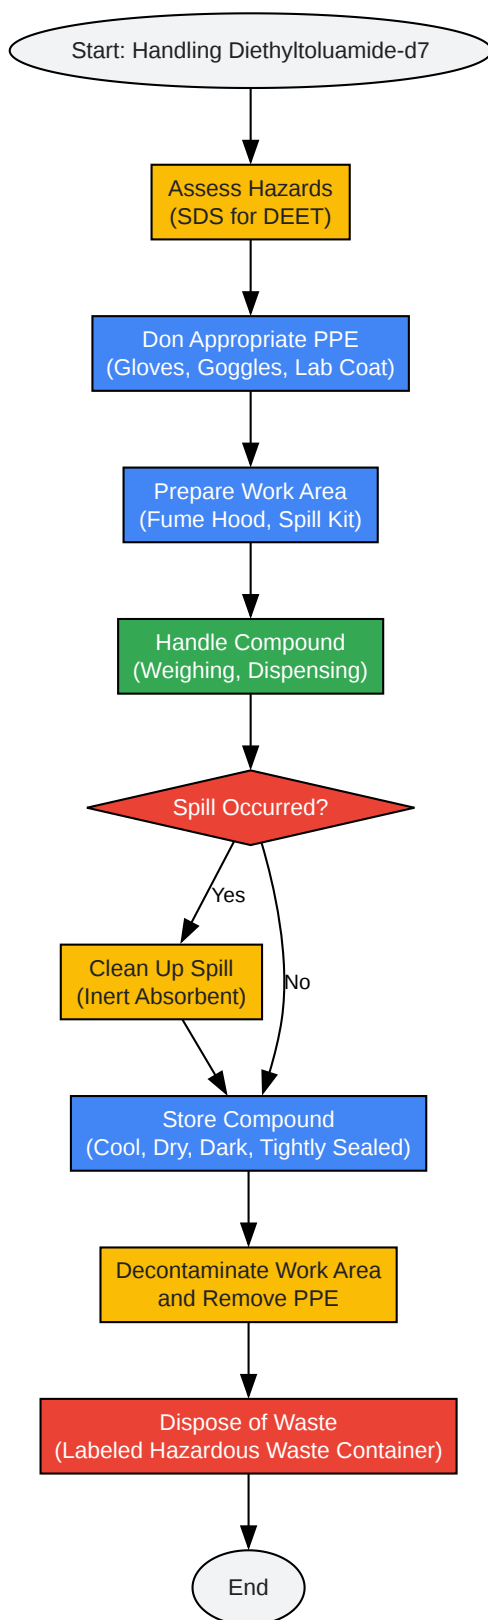 Start: Handling Diethyltoluamide-d7
Assess Hazards
(SDS for DEET)
Don Appropriate PPE
(Gloves, Goggles, Lab Coat)
Prepare Work Area
(Fume Hood, Spill Kit)
Handle Compound
(Weighing, Dispensing)
Spill Occurred?
Yes
Clean Up Spill
(Inert Absorbent)
No
Store Compound
(Cool, Dry, Dark, Tightly Sealed)
Decontaminate Work Area
and Remove PPE
Dispose of Waste
(Labeled Hazardous Waste Container)
End